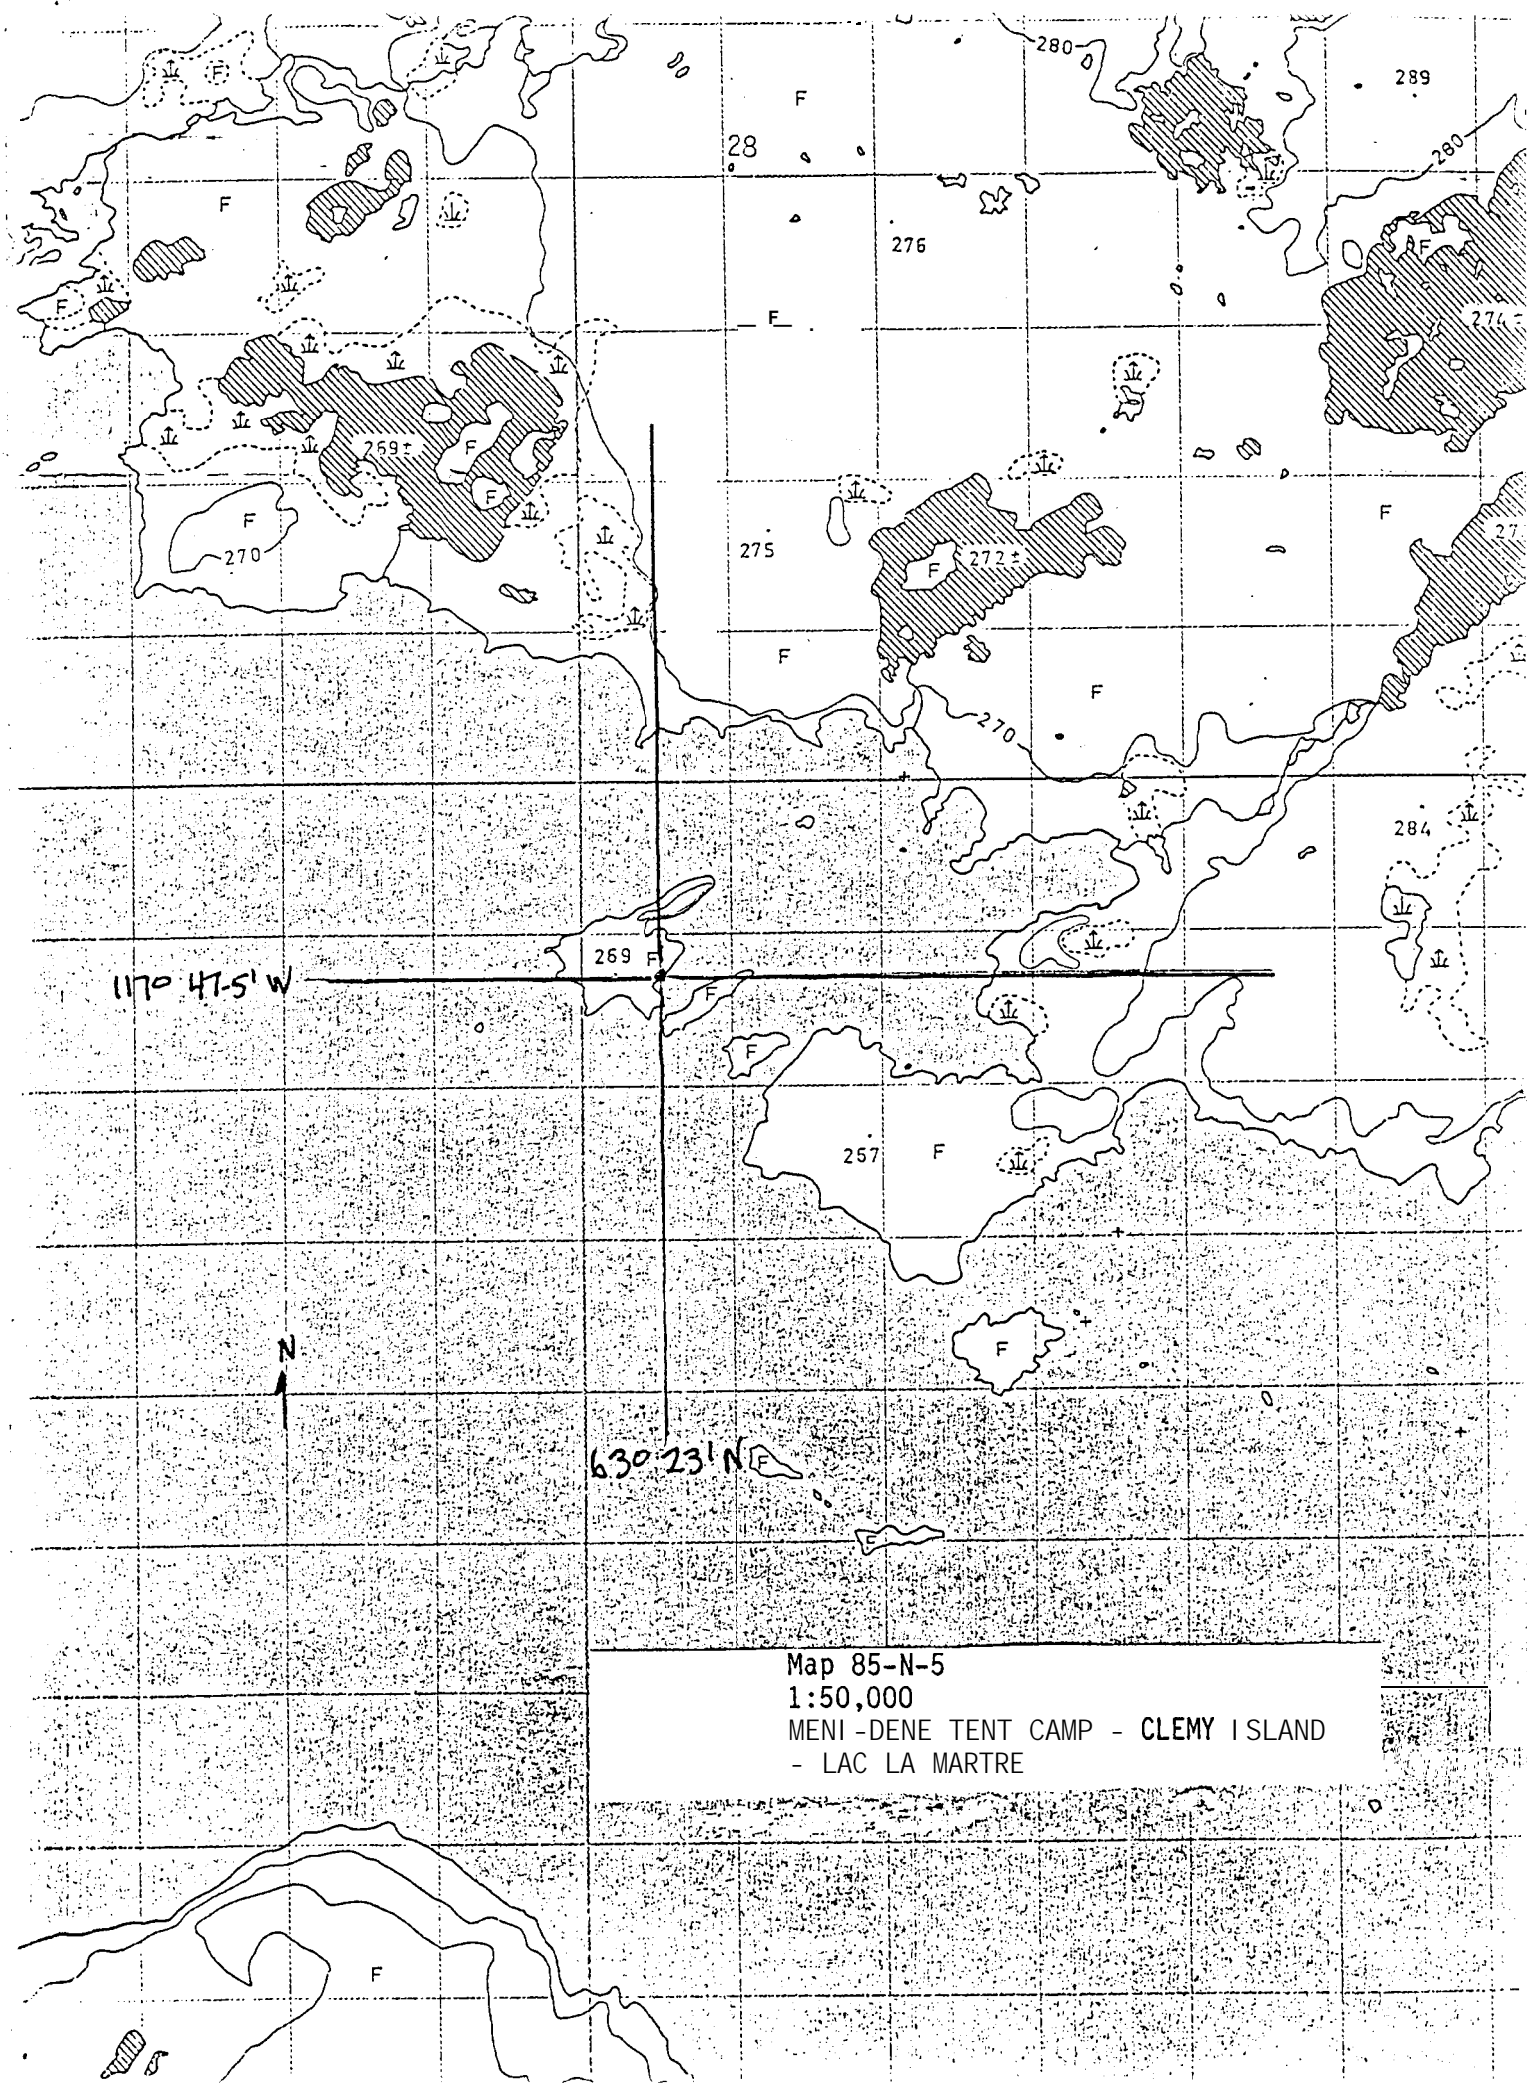 280
289
F
F
28
280
F
276
F
F
F
274±
269±
F
F
F
F
270
275
F
272±
27
F
F
270
284
269 F
117° 47.5' W
F
F
257 F
F
N
63° 23' N
F
F
Map 85-N-5
1:50,000
MENI-DENE TENT CAMP - CLEMY ISLAND
- LAC LA MARTRE
F